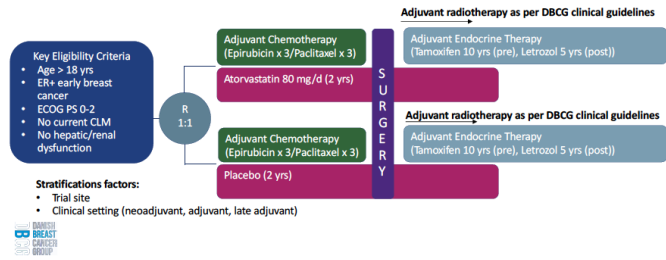 Adjuvant radiotherapy as per DBCG clinical guidelines
Key Eligibility Criteria
• Age > 18 yrs
• ER+ early breast
cancer
• ECOG PS 0-2
• No current CLM
• No hepatic/renal
dysfunction
R
1:1
Adjuvant Chemotherapy
(Epirubicin x 3/Paclitaxel x 3)
Atorvastatin 80 mg/d (2 yrs)
SURGERY
Adjuvant Endocrine Therapy
(Tamoxifen 10 yrs (pre), Letrozol 5 yrs (post))
Adjuvant radiotherapy as per DBCG clinical guidelines
Adjuvant Chemotherapy
(Epirubicin x 3/Paclitaxel x 3)
Placebo (2 yrs)
Adjuvant Endocrine Therapy
(Tamoxifen 10 yrs (pre), Letrozol 5 yrs (post))
Stratifications factors:
• Trial site
• Clinical setting (neoadjuvant, adjuvant, late adjuvant)
DANISH
BREAST
CANCER
GROUP